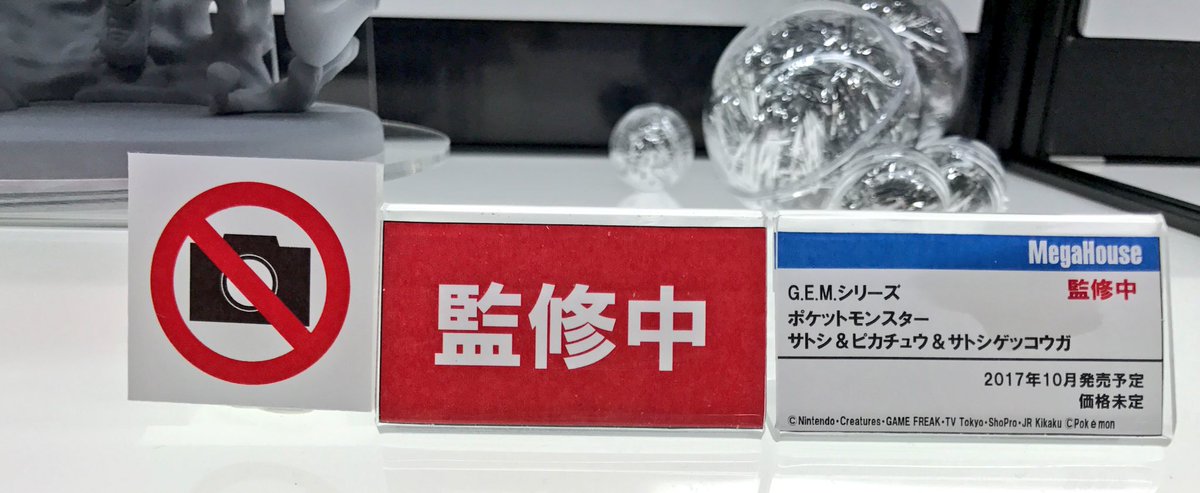 監修中
MegaHouse
G.E.M.シリーズ
監修中
ポケットモンスター
サトシ&ピカチュウ&サトシゲッコウガ
2017年10月発売予定
価格未定
©Nintendo・Creatures・GAME FREAK・TV Tokyo・ShoPro・JR Kikaku ©Pokémon